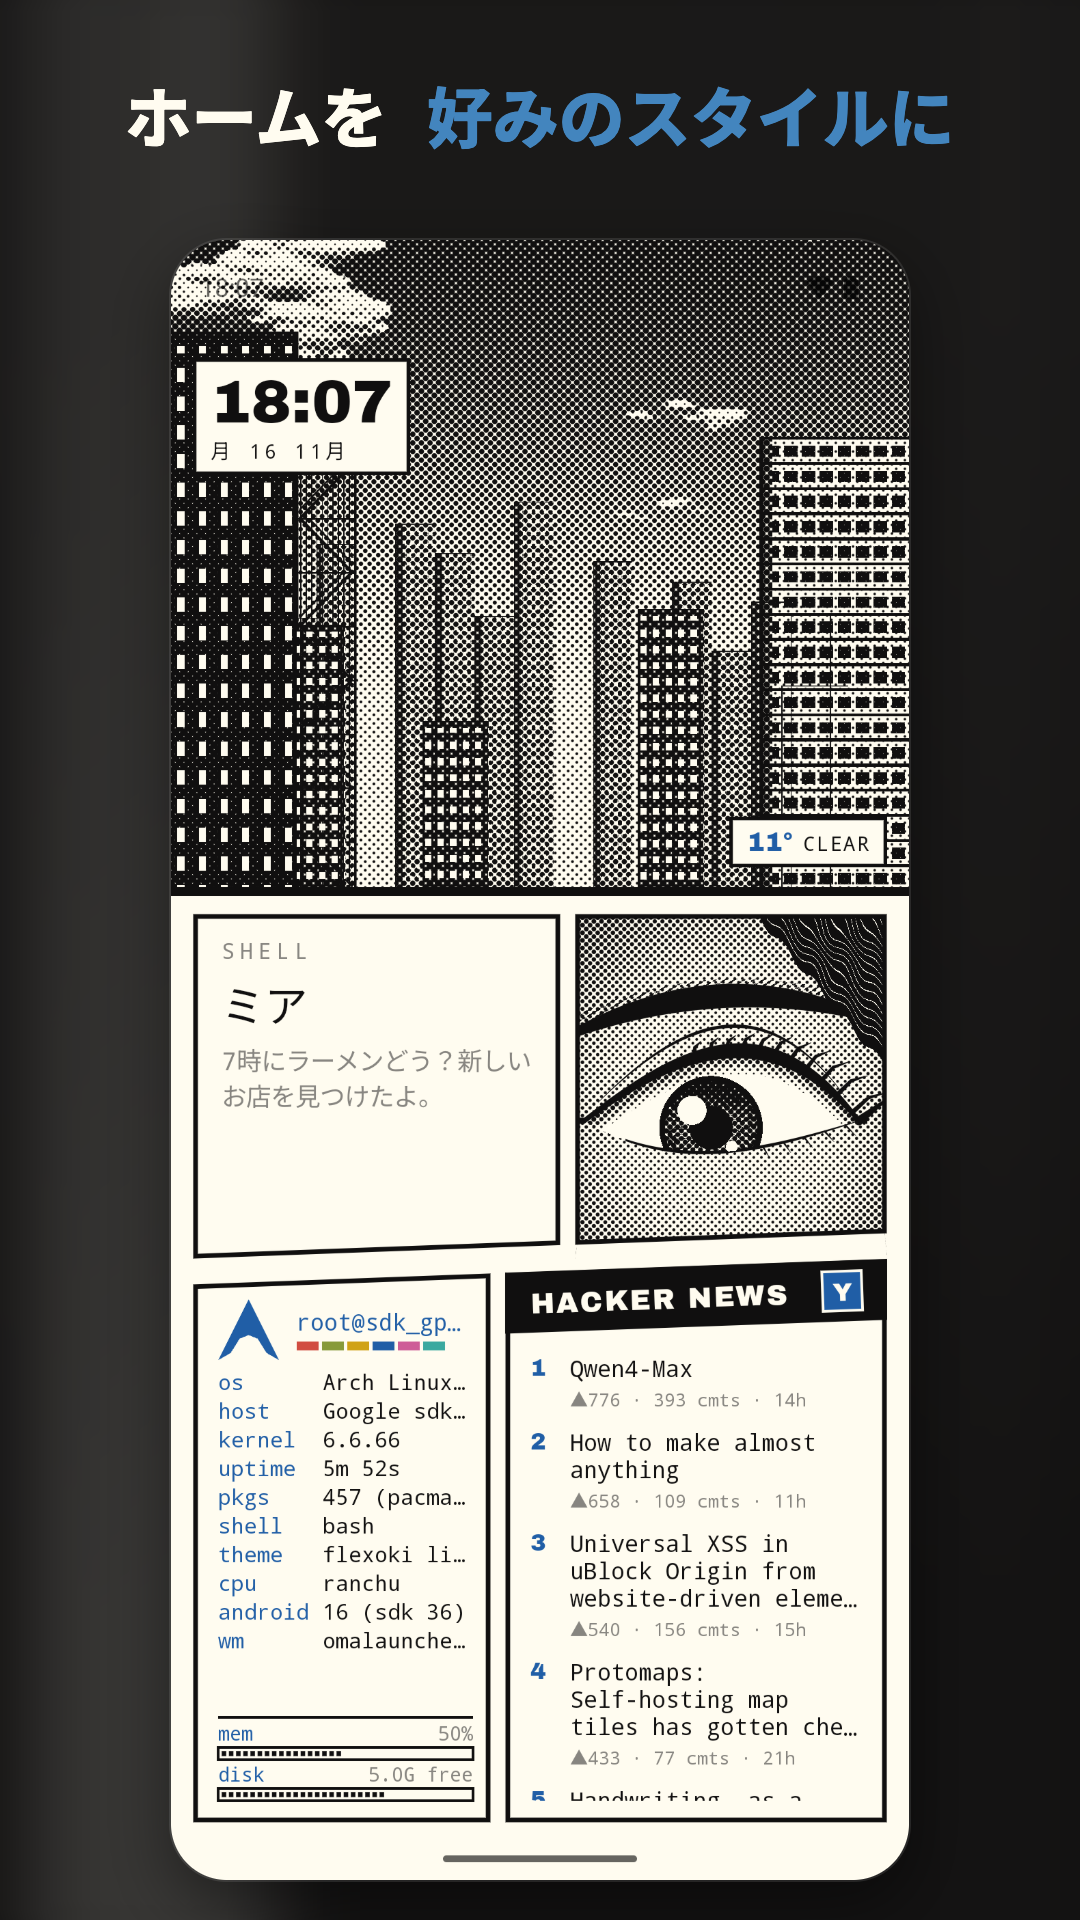 ホームを 好みのスタイルに
18:07
18:07
月 16 11月
11° CLEAR
SHELL
ミア
7時にラーメンどう？新しい
お店を見つけたよ。
root@sdk_gp…
os Arch Linux…
host Google sdk…
kernel 6.6.66
uptime 5m 52s
pkgs 457 (pacma…
shell bash
theme flexoki li…
cpu ranchu
android 16 (sdk 36)
wm omalaunche…
mem 50%
disk 5.0G free
HACKER NEWS Y
1 Qwen4-Max
▲776 · 393 cmts · 14h
2 How to make almost
anything
▲658 · 109 cmts · 11h
3 Universal XSS in
uBlock Origin from
website-driven eleme…
▲540 · 156 cmts · 15h
4 Protomaps:
Self-hosting map
tiles has gotten che…
▲433 · 77 cmts · 21h
5 Handwriting, as a